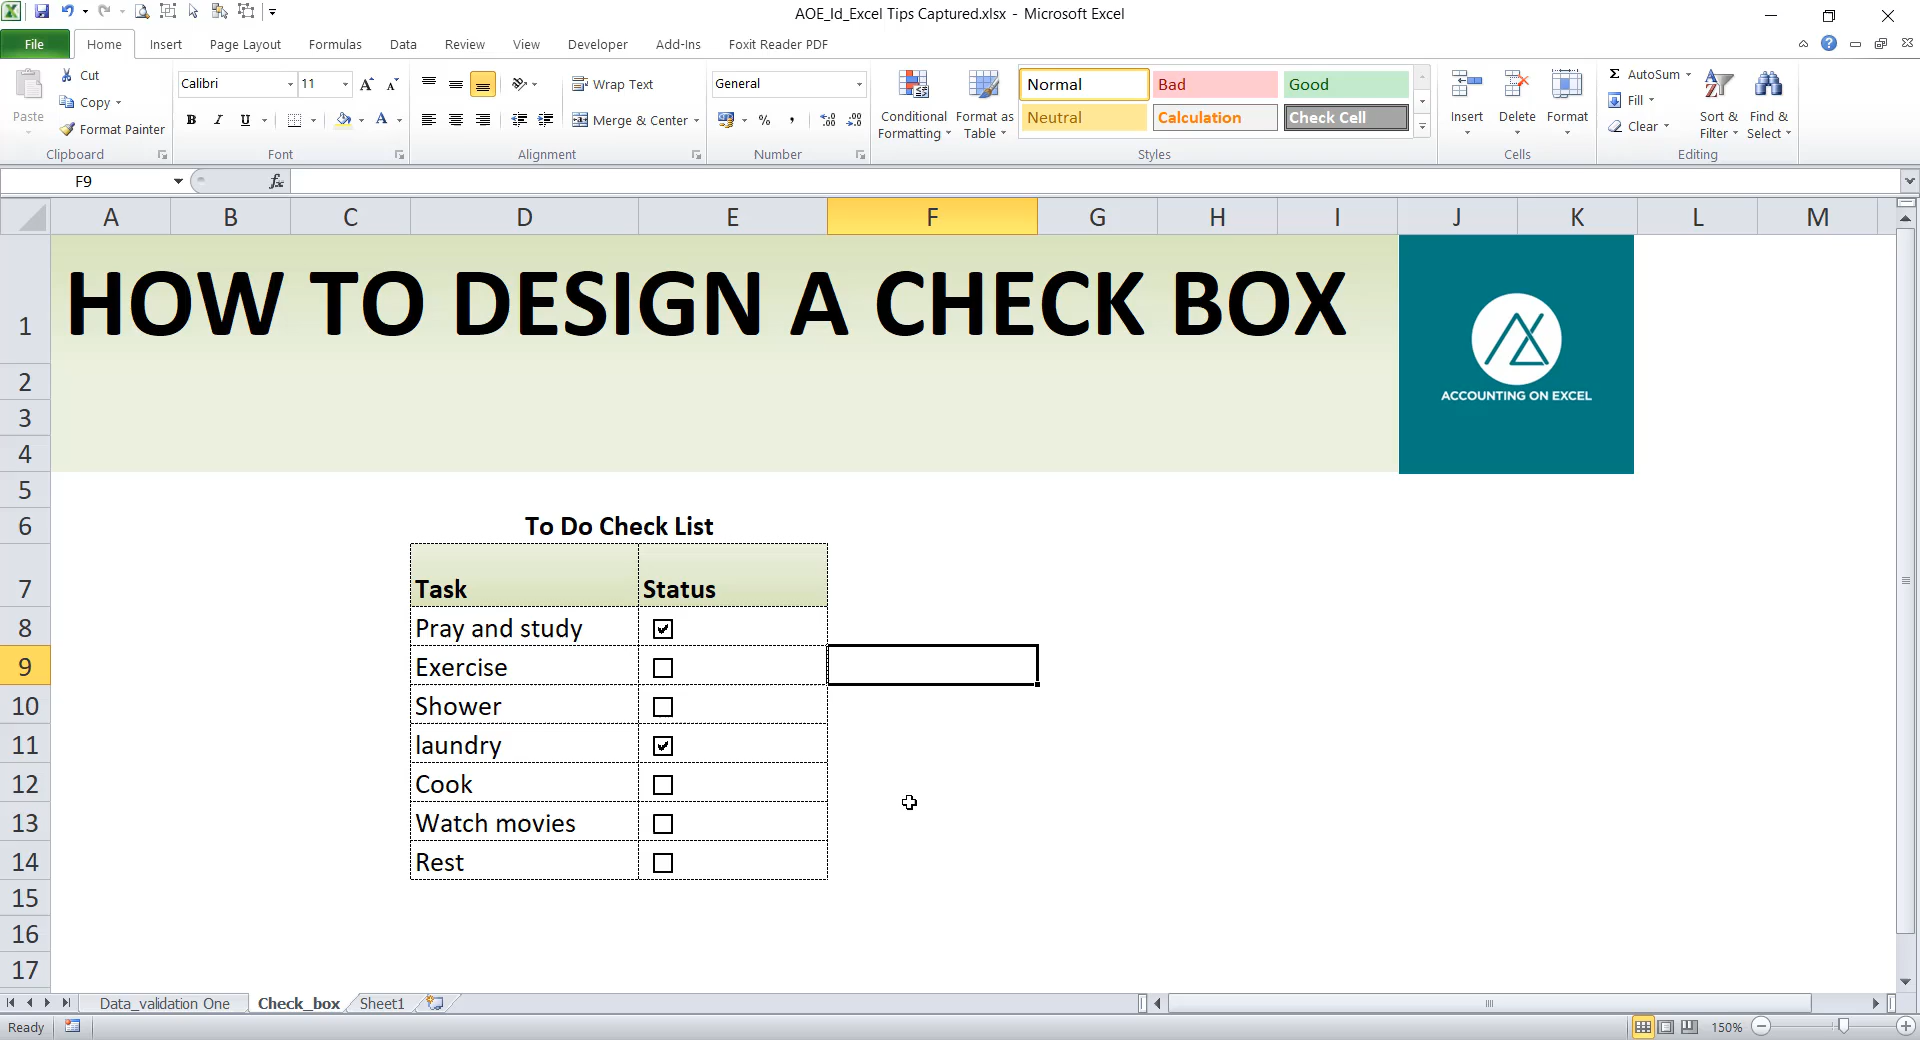 AOE_Id_Excel Tips Captured.xlsx - Microsoft Excel
File Home Insert Page Layout Formulas Data Review View Developer Add-Ins Foxit Reader PDF
Paste
Cut
Copy
Format Painter
Clipboard
Calibri 11
B I U A
Font
Wrap Text
Merge & Center
Alignment
General
% ,
Number
Conditional Formatting
Format as Table
Normal Bad Good
Neutral Calculation Check Cell
Styles
Insert Delete Format
Cells
Σ AutoSum
Fill
Clear
Sort & Filter
Find & Select
Editing
F9 fx
A B C D E F G H I J K L M
1 HOW TO DESIGN A CHECK BOX
ACCOUNTING ON EXCEL
2
3
4
5
6 To Do Check List
7 Task Status
8 Pray and study
9 Exercise
10 Shower
11 laundry
12 Cook
13 Watch movies
14 Rest
15
16
17
Data_validation One Check_box Sheet1
Ready 150%